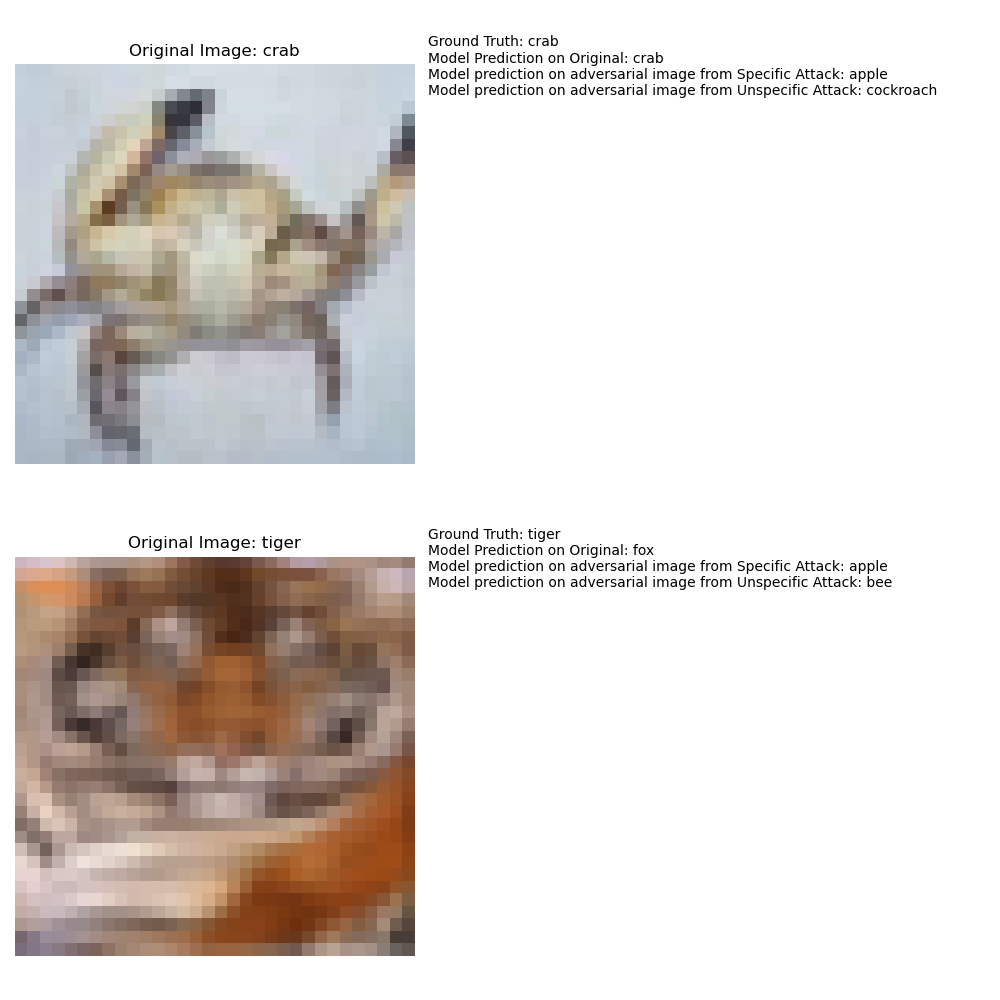 Original Image: crab
Ground Truth: crab
Model Prediction on Original: crab
Model prediction on adversarial image from Specific Attack: apple
Model prediction on adversarial image from Unspecific Attack: cockroach
Original Image: tiger
Ground Truth: tiger
Model Prediction on Original: fox
Model prediction on adversarial image from Specific Attack: apple
Model prediction on adversarial image from Unspecific Attack: bee